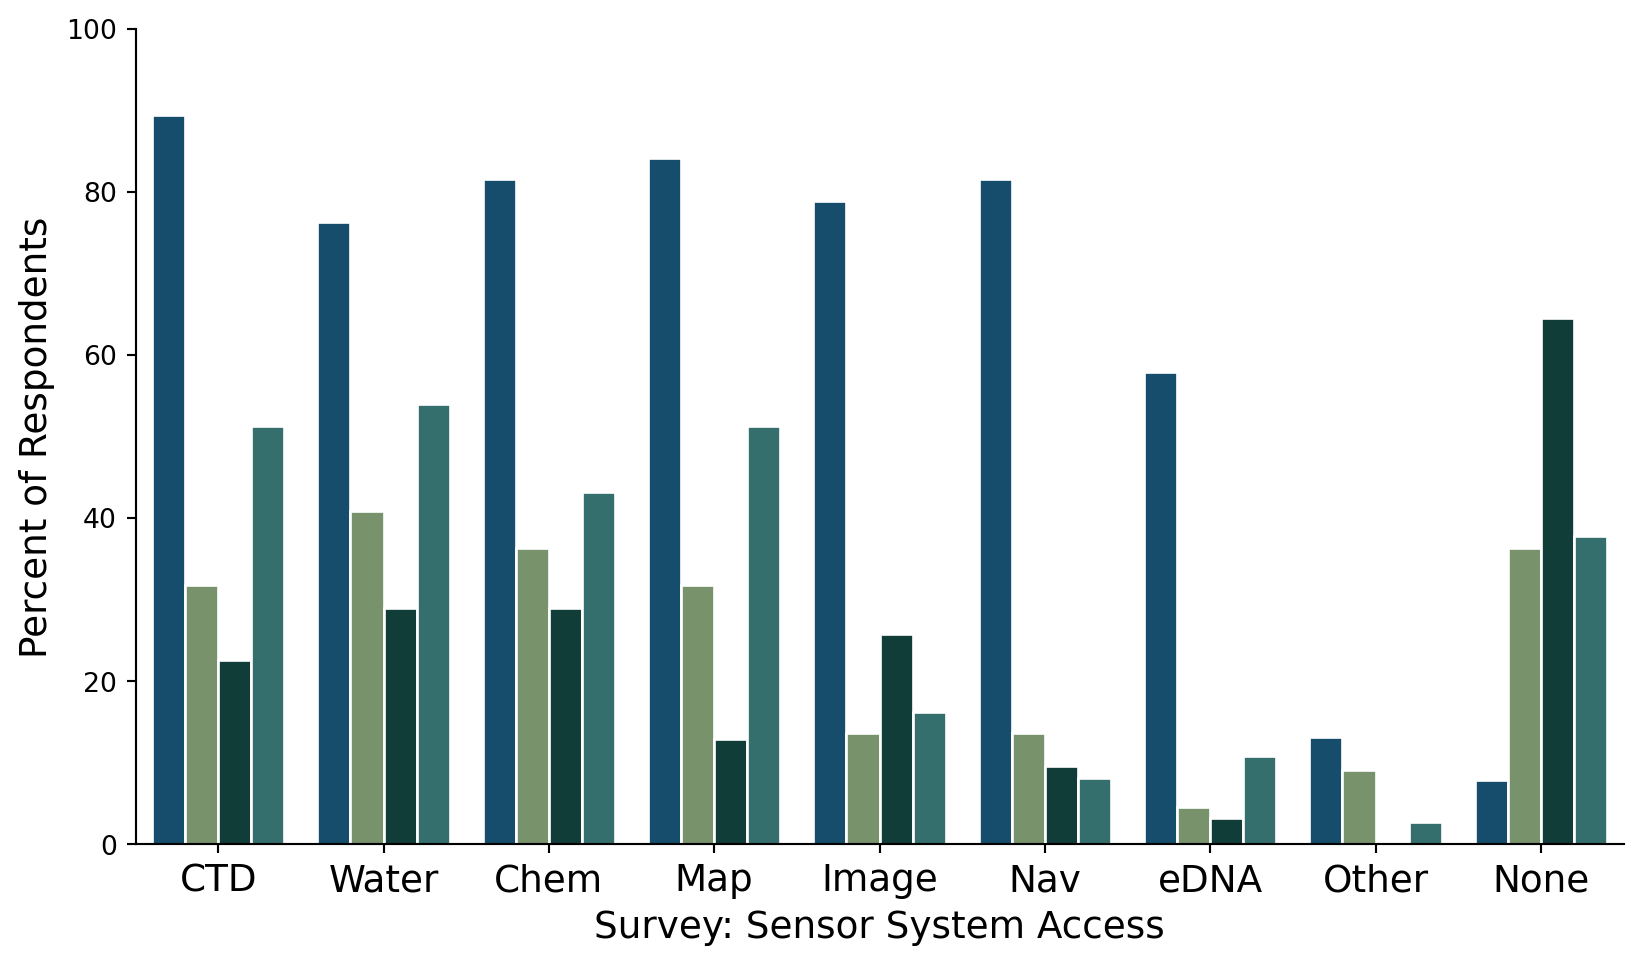 100
80
60
40
20
0
Percent of Respondents
CTD Water Chem Map Image Nav eDNA Other None
Survey: Sensor System Access